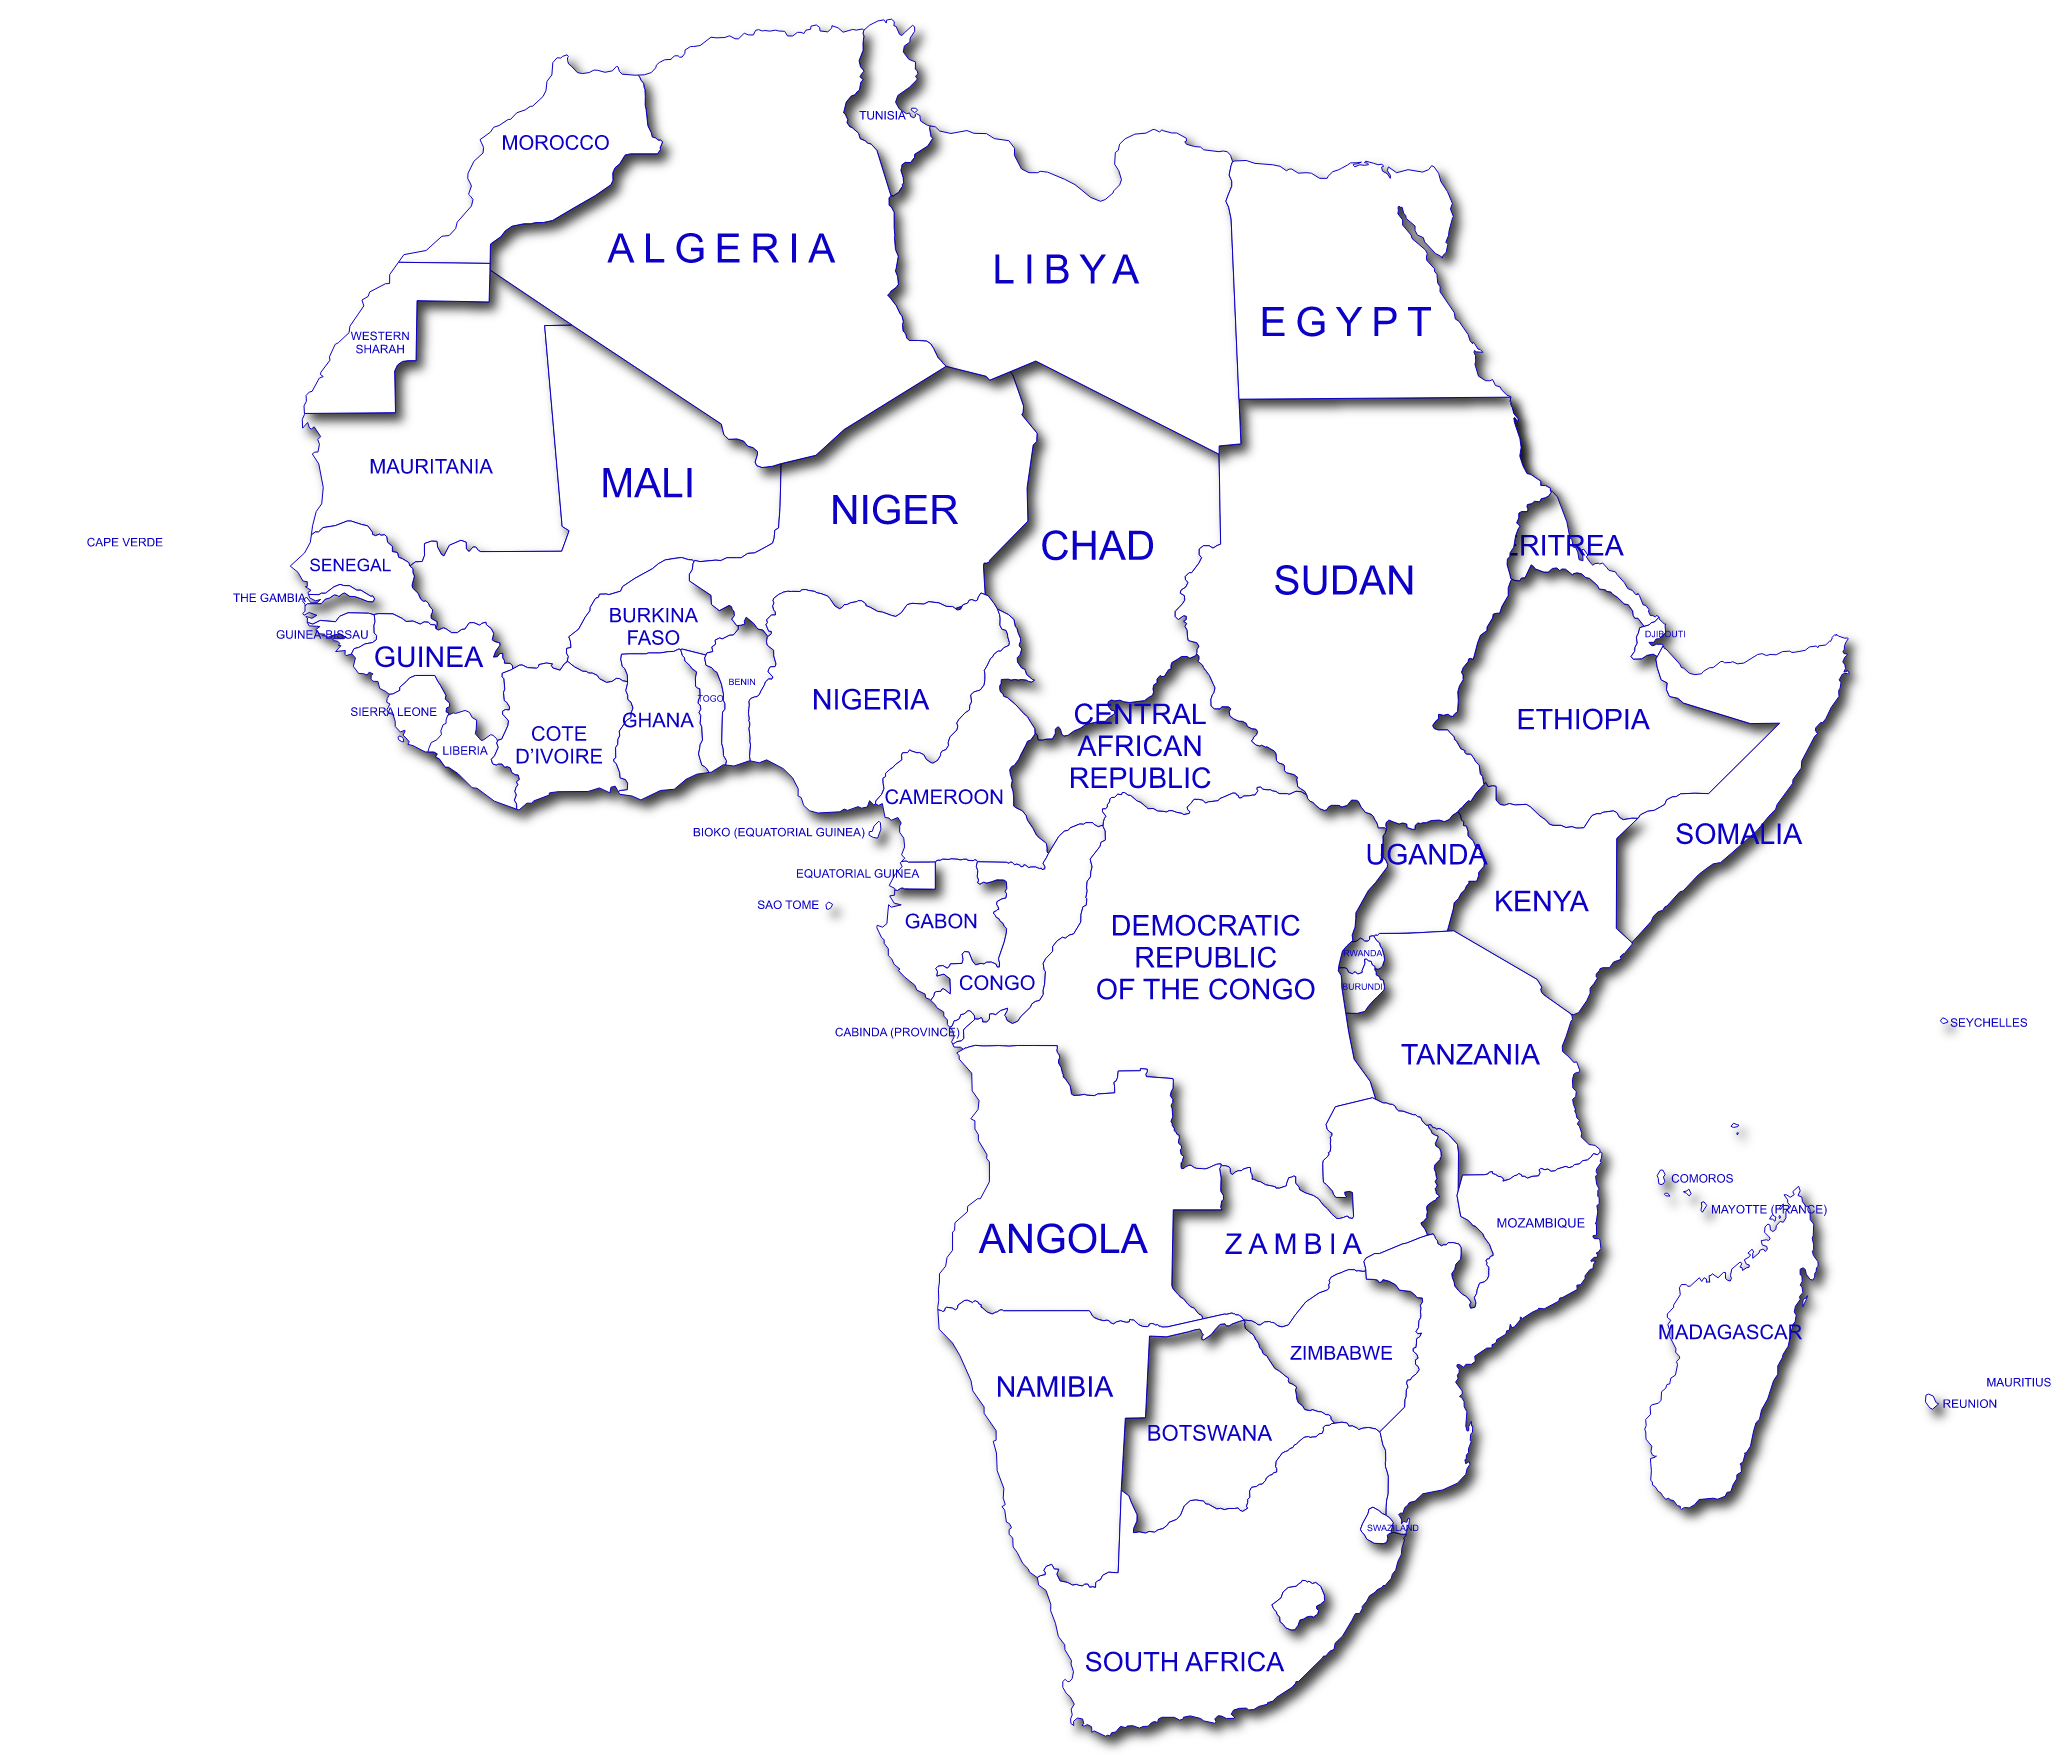 TUNISIA
MOROCCO
ALGERIA
LIBYA
EGYPT
WESTERN
SHARAH
MAURITANIA
MALI
NIGER
CHAD
SUDAN
ERITREA
CAPE VERDE
SENEGAL
THE GAMBIA
GUINEA-BISSAU
GUINEA
BURKINA
FASO
DJIBOUTI
SIERRA LEONE
LIBERIA
COTE
D'IVOIRE
GHANA
TOGO
BENIN
NIGERIA
CENTRAL
AFRICAN
REPUBLIC
ETHIOPIA
CAMEROON
BIOKO (EQUATORIAL GUINEA)
SOMALIA
UGANDA
EQUATORIAL GUINEA
KENYA
SAO TOME
GABON
DEMOCRATIC
REPUBLIC
OF THE CONGO
CONGO
RWANDA
BURUNDI
CABINDA (PROVINCE)
SEYCHELLES
TANZANIA
COMOROS
MAYOTTE (FRANCE)
ANGOLA
ZAMBIA
MOZAMBIQUE
MADAGASCAR
ZIMBABWE
NAMIBIA
MAURITIUS
REUNION
BOTSWANA
SWAZILAND
SOUTH AFRICA